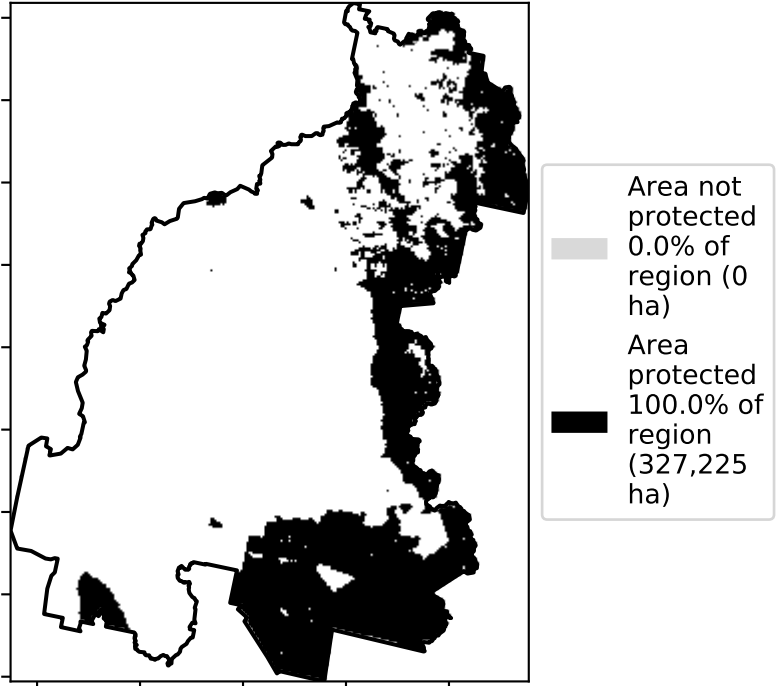 Area not
protected
0.0% of
region (0
ha)
Area
protected
100.0% of
region
(327,225
ha)